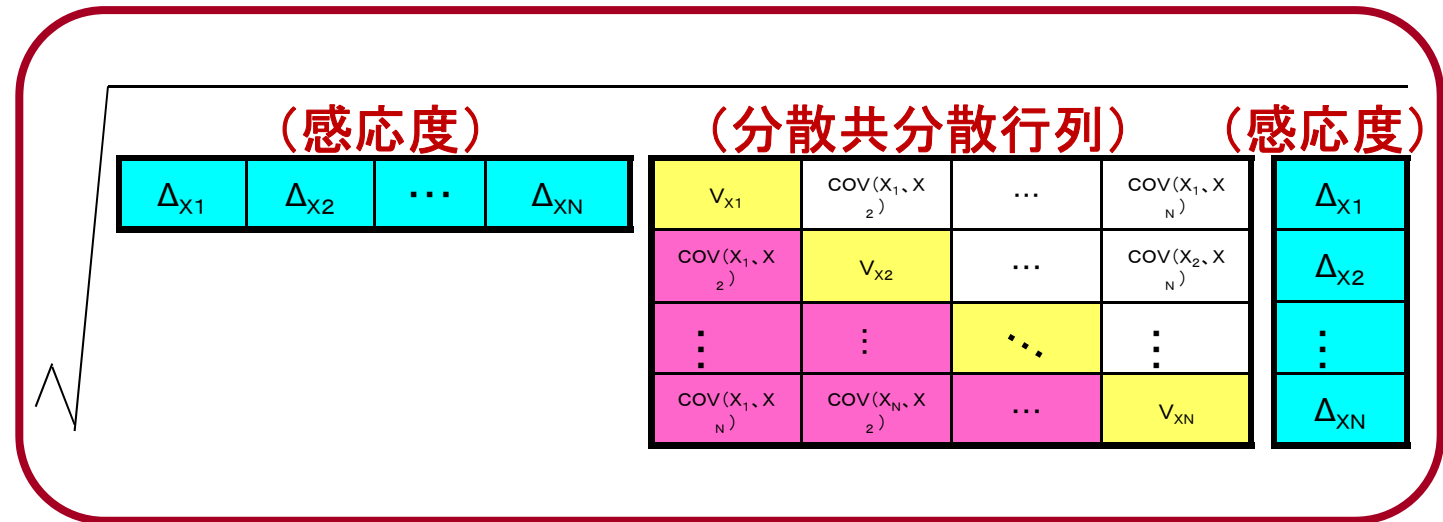 （感応度） （分散共分散行列） （感応度）
ΔX1 ΔX2 ･･･ ΔXN VX1 COV（X1、X2） … COV（X1、XN） ΔX1
COV（X1、X2） VX2 … COV（X2、XN） ΔX2
⋮ ⋮ ⋱ ⋮ ⋮
COV（X1、XN） COV（XN、X2） … VXN ΔXN